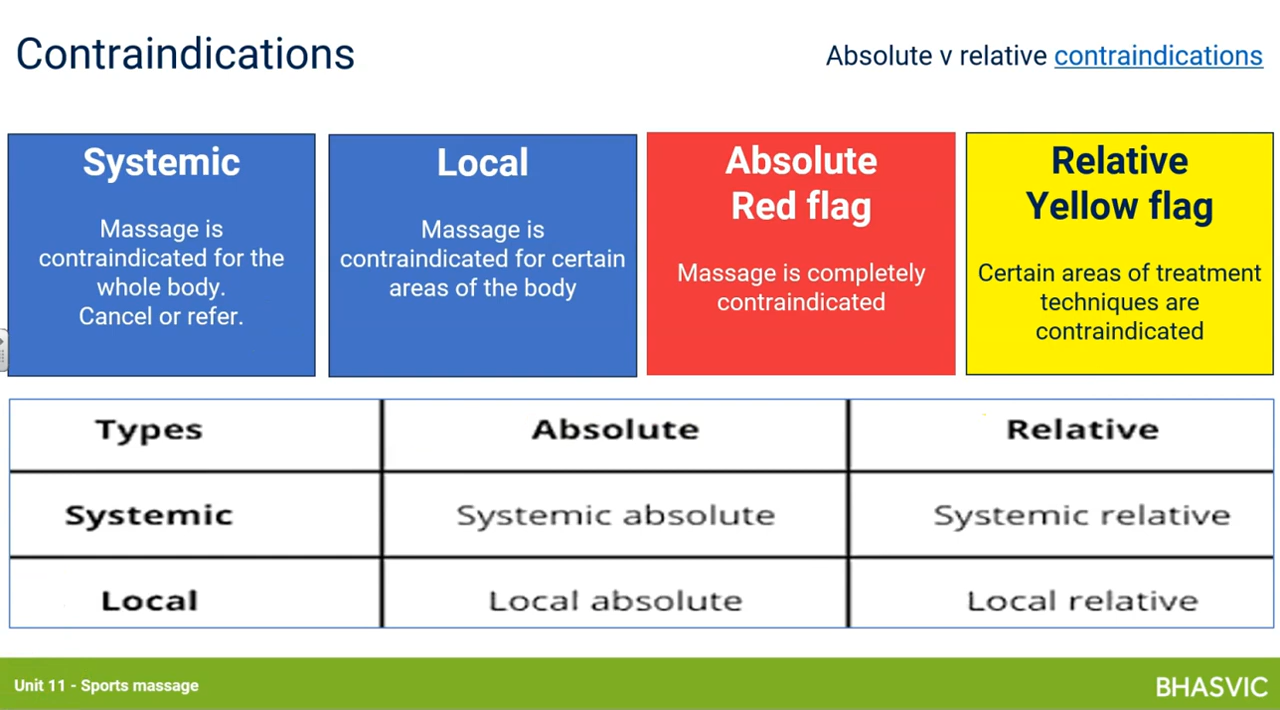 Contraindications
Absolute v relative contraindications
Systemic
Massage is
contraindicated for the
whole body.
Cancel or refer.
Local
Massage is
contraindicated for certain
areas of the body
Absolute
Red flag
Massage is completely
contraindicated
Relative
Yellow flag
Certain areas of treatment
techniques are
contraindicated
Types Absolute Relative
Systemic Systemic absolute Systemic relative
Local Local absolute Local relative
Unit 11 - Sports massage
BHASVIC